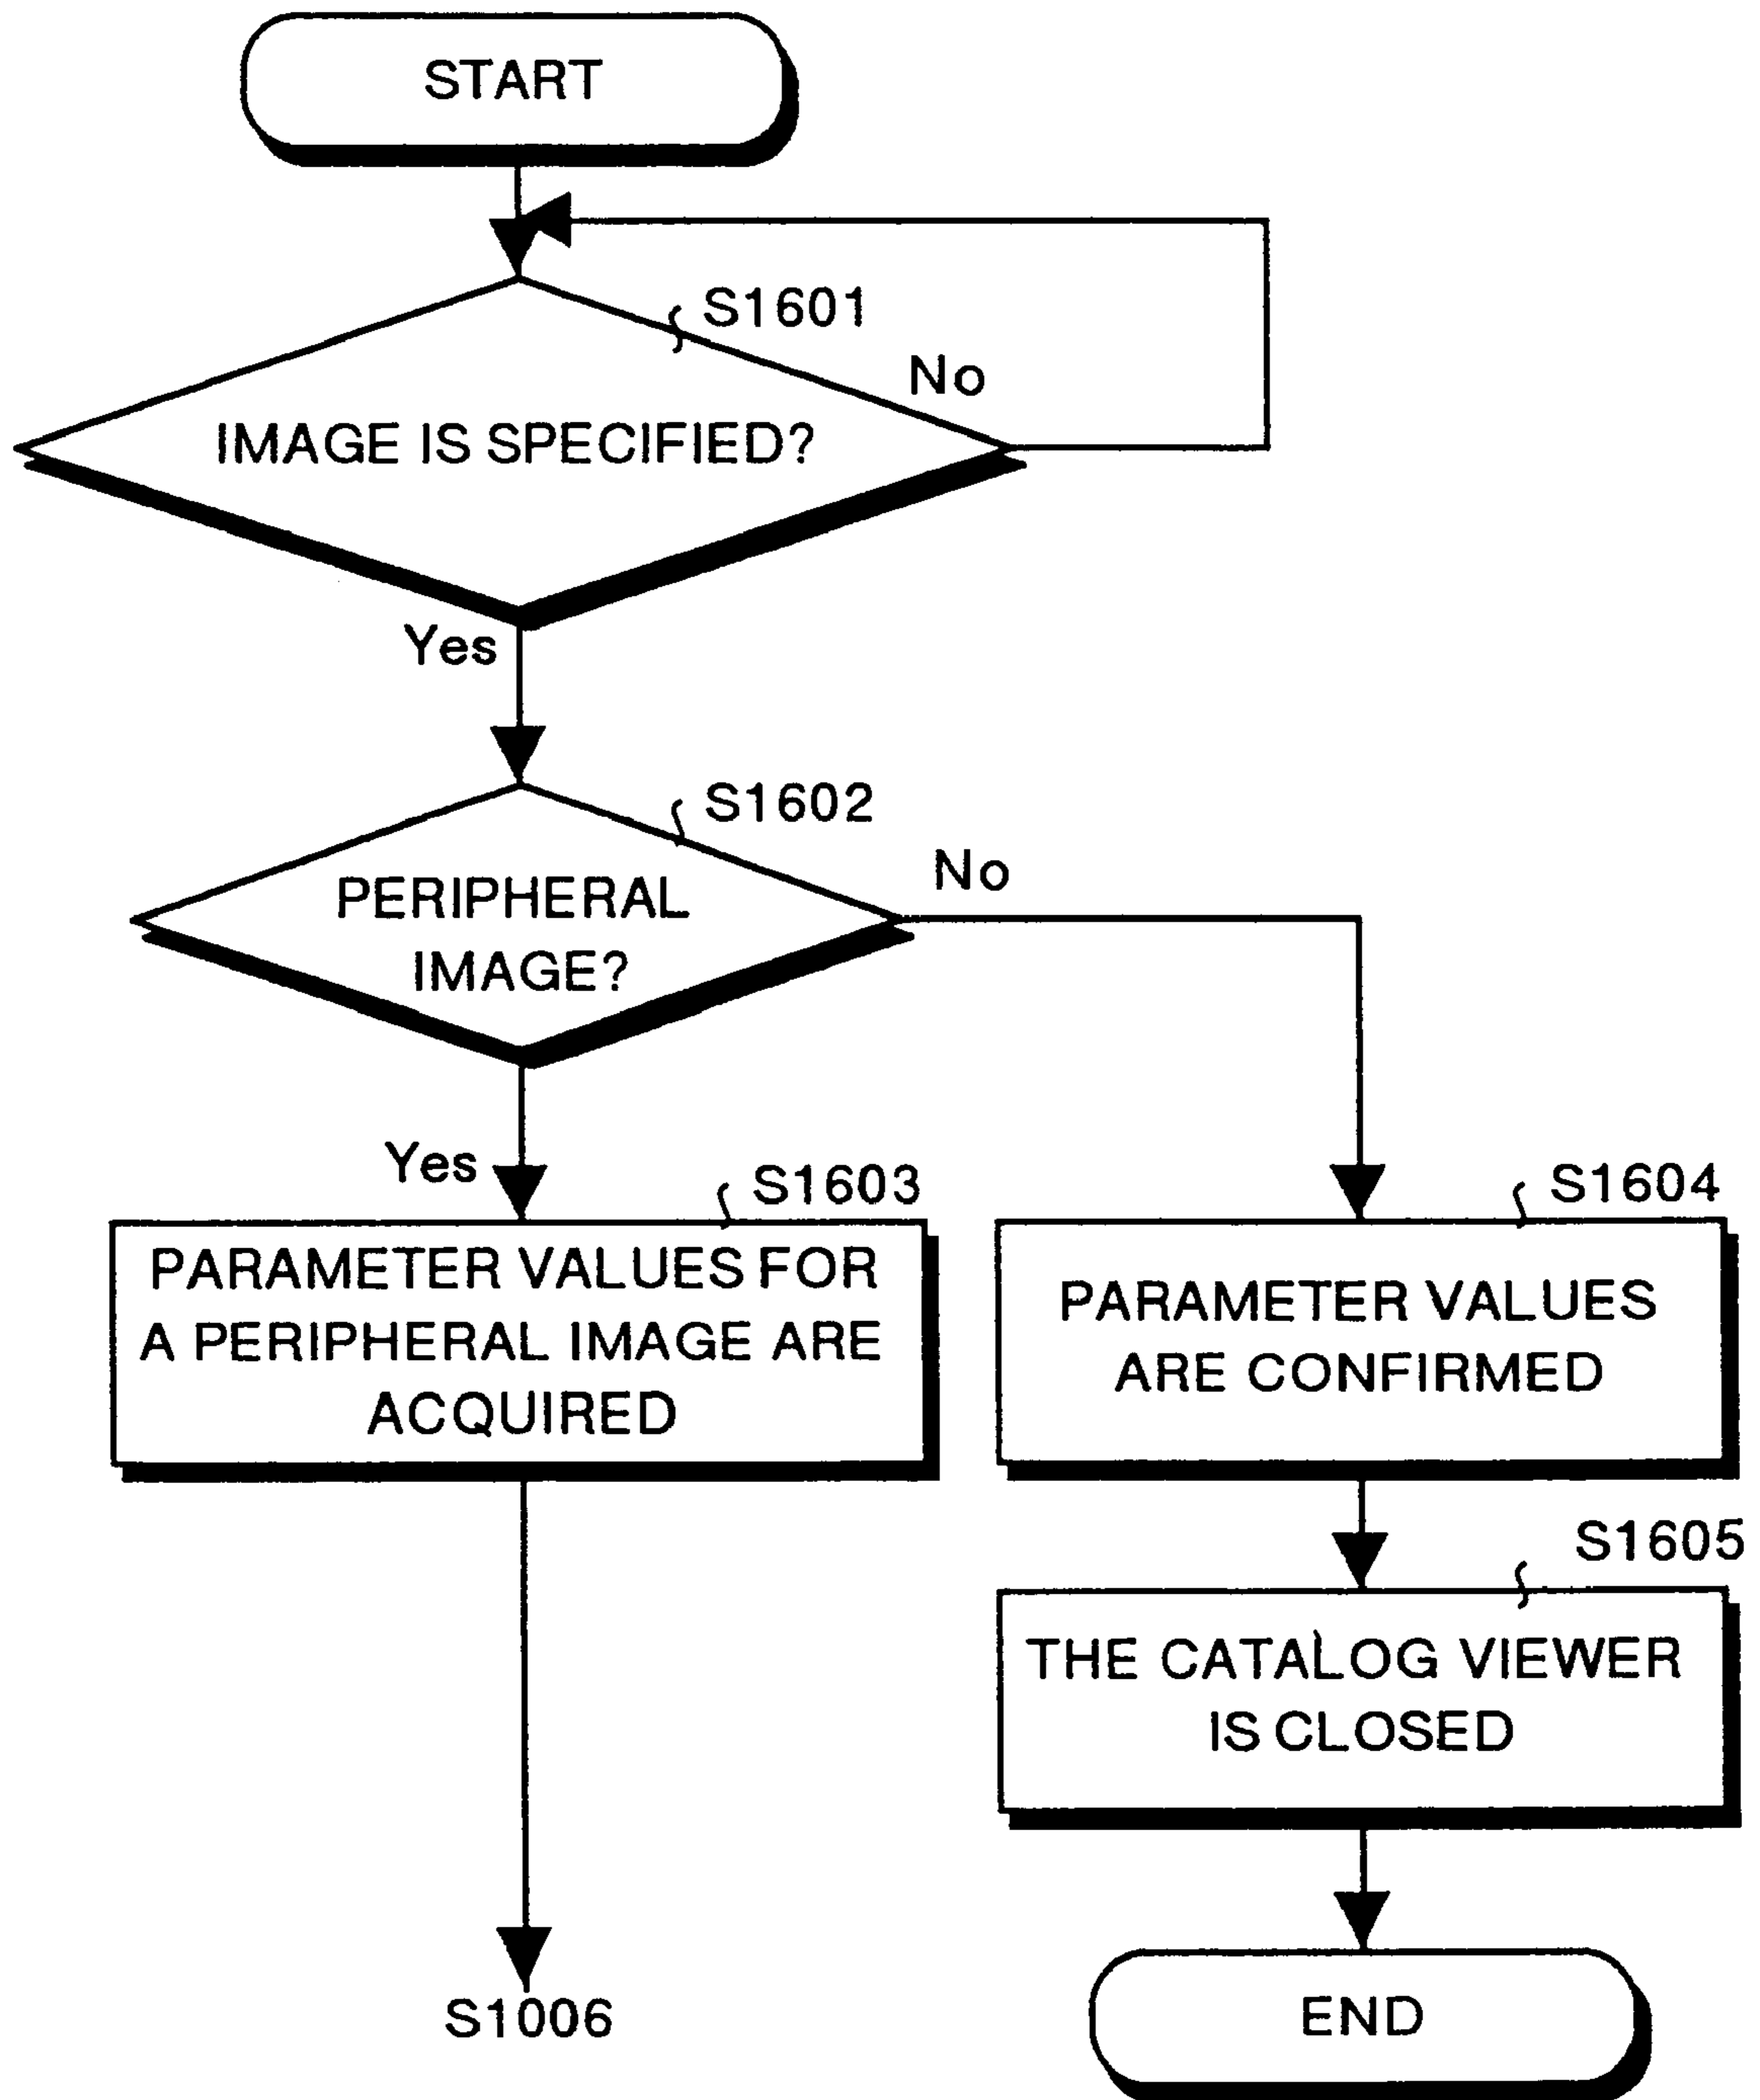 START
S1601
No
IMAGE IS SPECIFIED?
Yes
S1602
No
PERIPHERAL
IMAGE?
Yes
S1603
PARAMETER VALUES FOR
A PERIPHERAL IMAGE ARE
ACQUIRED
S1604
PARAMETER VALUES
ARE CONFIRMED
S1605
THE CATALOG VIEWER
IS CLOSED
S1006
END